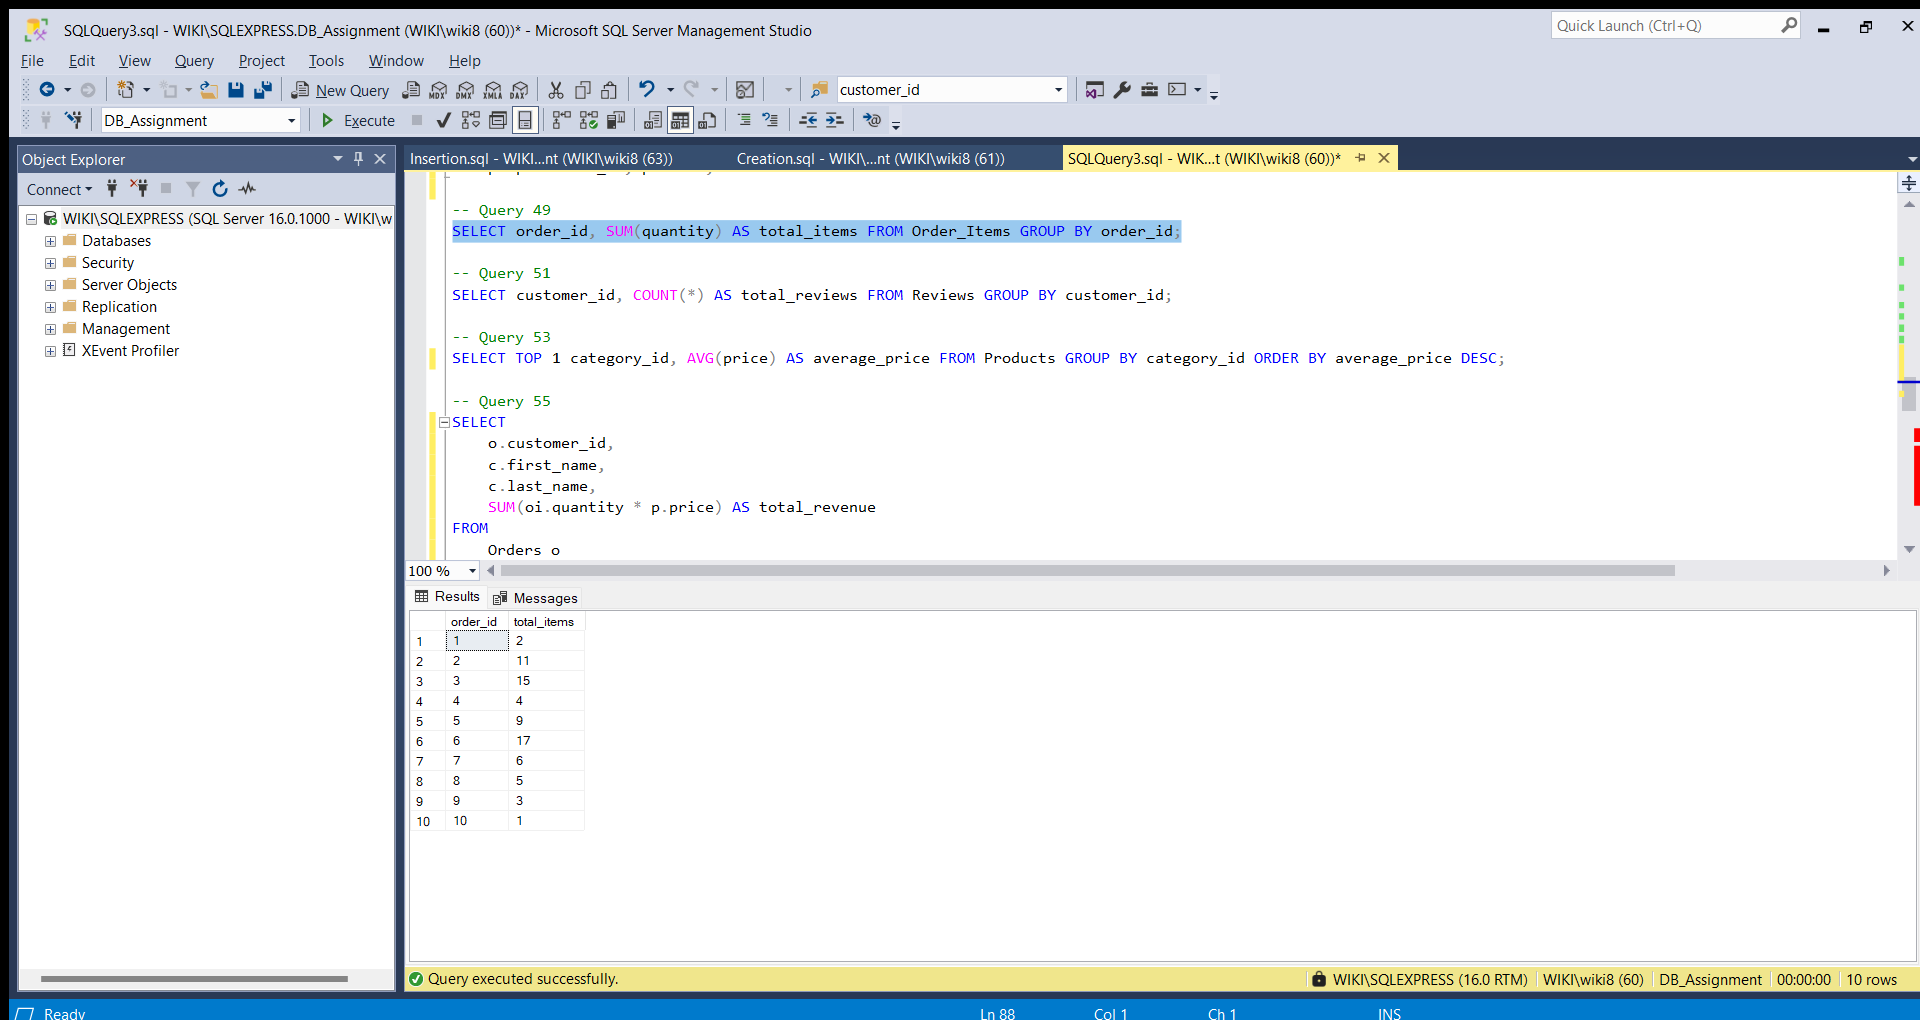 SQLQuery3.sql - WIKI\SQLEXPRESS.DB_Assignment (WIKI\wiki8 (60))* - Microsoft SQL Server Management Studio
Quick Launch (Ctrl+Q)
File Edit View Query Project Tools Window Help
New Query MDX DMX XMLA DAX customer_id
DB_Assignment Execute
Object Explorer
Connect
WIKI\SQLEXPRESS (SQL Server 16.0.1000 - WIKI\w
Databases
Security
Server Objects
Replication
Management
XEvent Profiler
Insertion.sql - WIKI...nt (WIKI\wiki8 (63)) Creation.sql - WIKI\...nt (WIKI\wiki8 (61)) SQLQuery3.sql - WIK...t (WIKI\wiki8 (60))*
-- Query 49
SELECT order_id, SUM(quantity) AS total_items FROM Order_Items GROUP BY order_id;
-- Query 51
SELECT customer_id, COUNT(*) AS total_reviews FROM Reviews GROUP BY customer_id;
-- Query 53
SELECT TOP 1 category_id, AVG(price) AS average_price FROM Products GROUP BY category_id ORDER BY average_price DESC;
-- Query 55
SELECT
o.customer_id,
c.first_name,
c.last_name,
SUM(oi.quantity * p.price) AS total_revenue
FROM
Orders o
100 %
Results Messages
order_id total_items
1 1 2
2 2 11
3 3 15
4 4 4
5 5 9
6 6 17
7 7 6
8 8 5
9 9 3
10 10 1
Query executed successfully. WIKI\SQLEXPRESS (16.0 RTM) WIKI\wiki8 (60) DB_Assignment 00:00:00 10 rows
Ready Ln 88 Col 1 Ch 1 INS